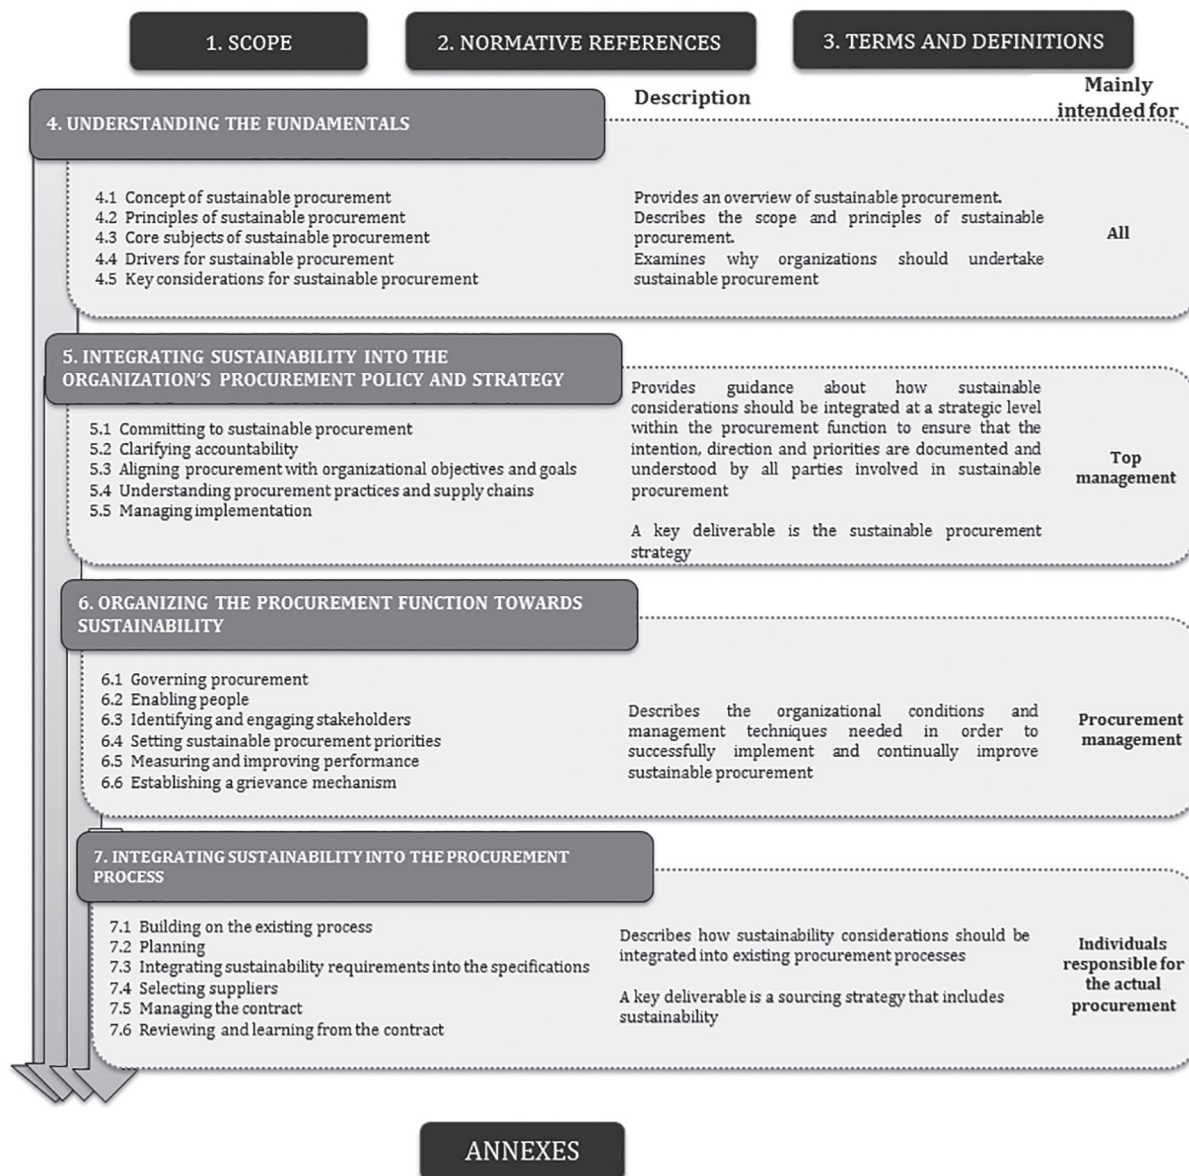 1. SCOPE
2. NORMATIVE REFERENCES
3. TERMS AND DEFINITIONS
Description
Mainly
intended for
4. UNDERSTANDING THE FUNDAMENTALS
4.1 Concept of sustainable procurement
4.2 Principles of sustainable procurement
4.3 Core subjects of sustainable procurement
4.4 Drivers for sustainable procurement
4.5 Key considerations for sustainable procurement
Provides an overview of sustainable procurement.
Describes the scope and principles of sustainable
procurement.
Examines why organizations should undertake
sustainable procurement
All
5. INTEGRATING SUSTAINABILITY INTO THE
ORGANIZATION'S PROCUREMENT POLICY AND STRATEGY
5.1 Committing to sustainable procurement
5.2 Clarifying accountability
5.3 Aligning procurement with organizational objectives and goals
5.4 Understanding procurement practices and supply chains
5.5 Managing implementation
Provides guidance about how sustainable
considerations should be integrated at a strategic level
within the procurement function to ensure that the
intention, direction and priorities are documented and
understood by all parties involved in sustainable
procurement
A key deliverable is the sustainable procurement
strategy
Top
management
6. ORGANIZING THE PROCUREMENT FUNCTION TOWARDS
SUSTAINABILITY
6.1 Governing procurement
6.2 Enabling people
6.3 Identifying and engaging stakeholders
6.4 Setting sustainable procurement priorities
6.5 Measuring and improving performance
6.6 Establishing a grievance mechanism
Describes the organizational conditions and
management techniques needed in order to
successfully implement and continually improve
sustainable procurement
Procurement
management
7. INTEGRATING SUSTAINABILITY INTO THE PROCUREMENT
PROCESS
7.1 Building on the existing process
7.2 Planning
7.3 Integrating sustainability requirements into the specifications
7.4 Selecting suppliers
7.5 Managing the contract
7.6 Reviewing and learning from the contract
Describes how sustainability considerations should be
integrated into existing procurement processes
A key deliverable is a sourcing strategy that includes
sustainability
Individuals
responsible for
the actual
procurement
ANNEXES